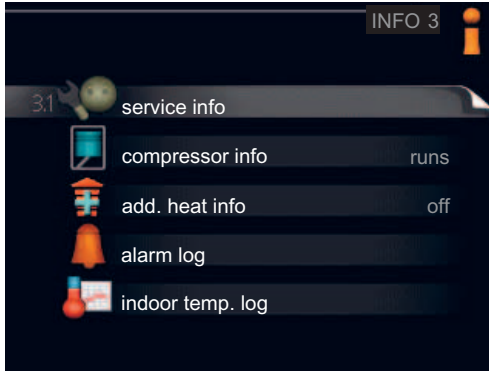 INFO 3
3.1 service info
compressor info runs
add. heat info off
alarm log
indoor temp. log